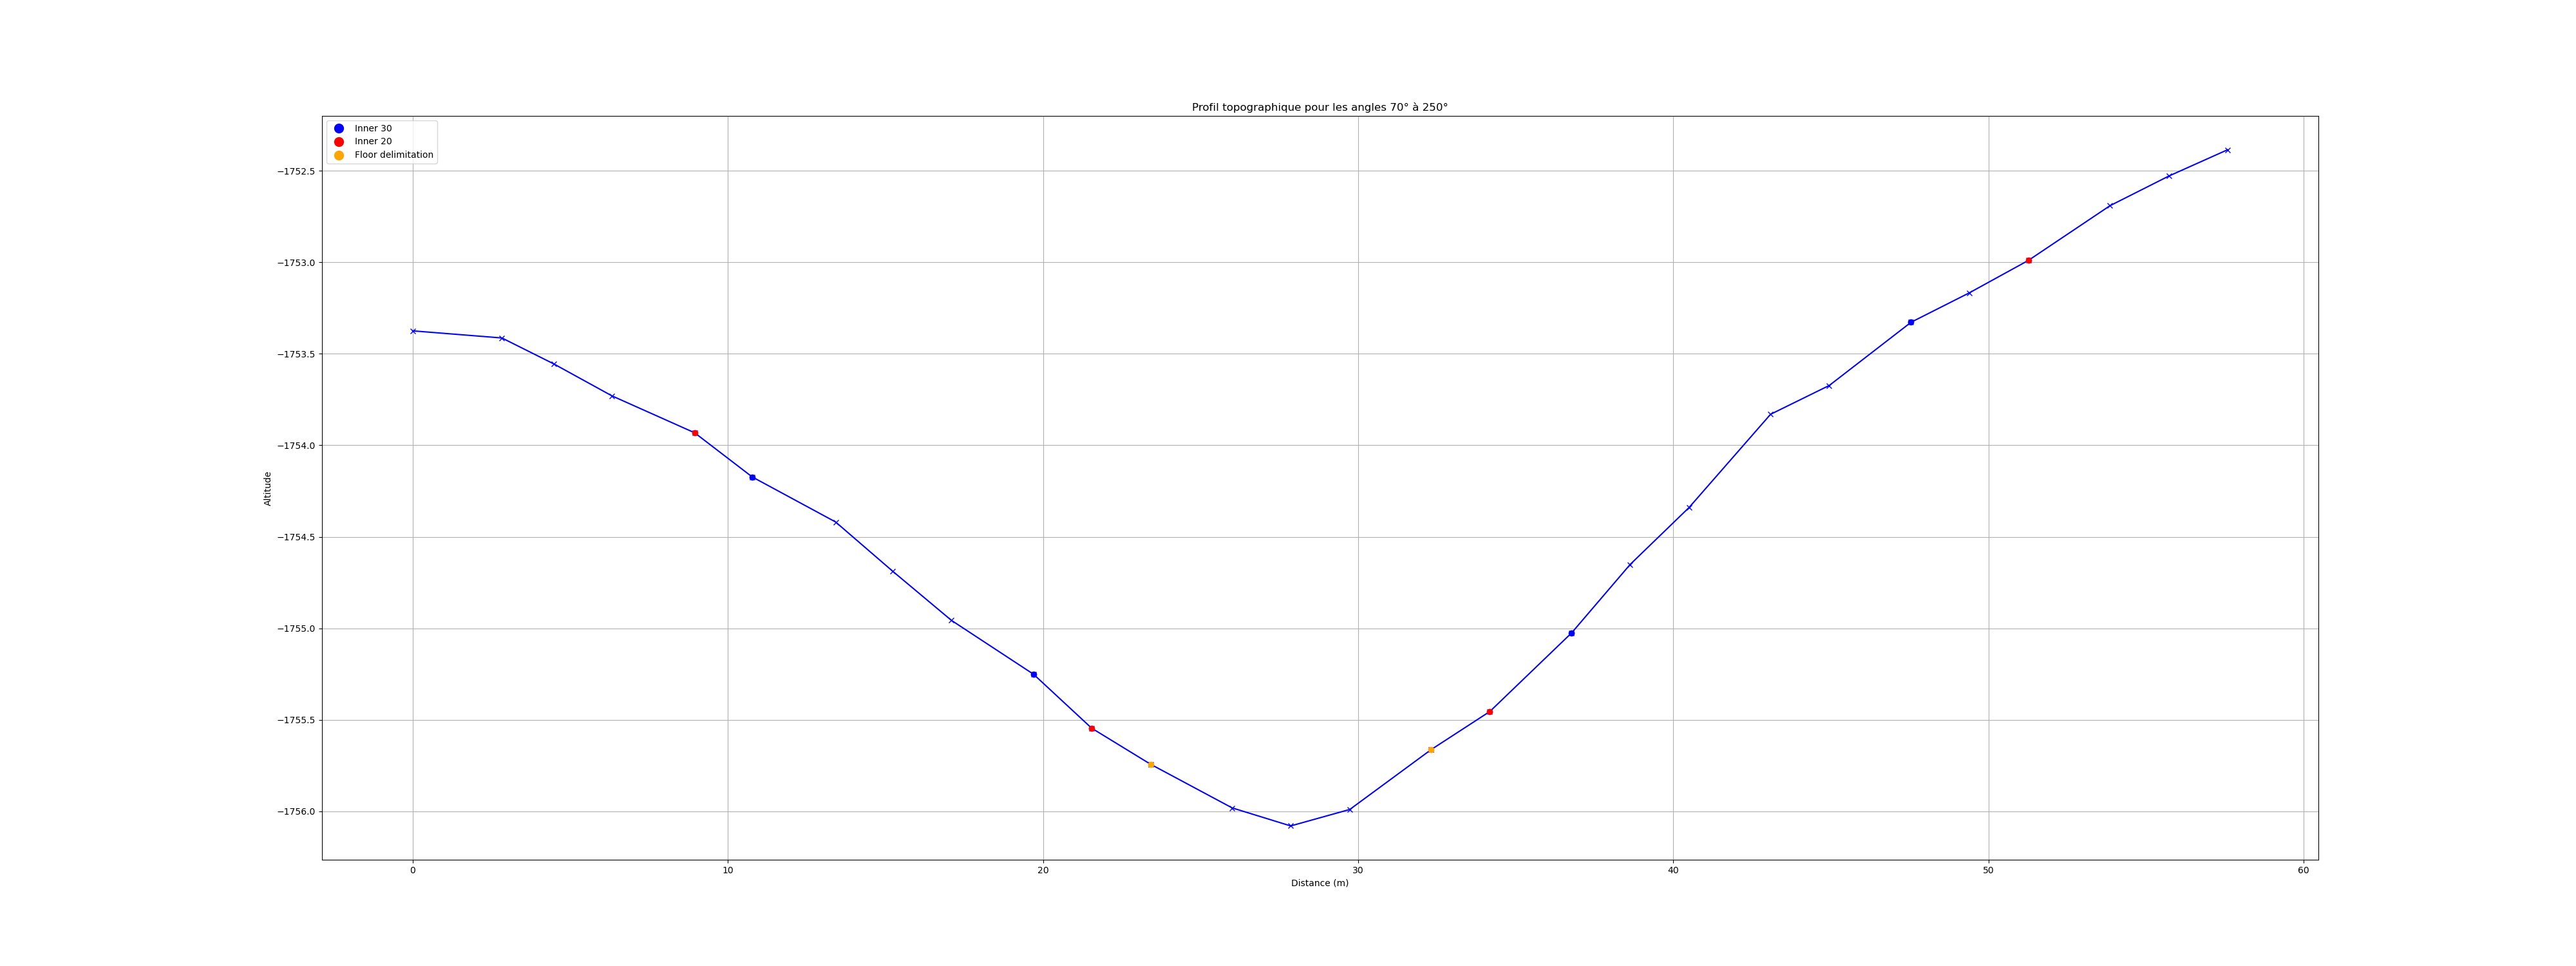 Profil topographique pour les angles 70° à 250°
Inner 30
Inner 20
Floor delimitation
−1752.5
−1753.0
−1753.5
−1754.0
−1754.5
−1755.0
−1755.5
−1756.0
Altitude
0 10 20 30 40 50 60
Distance (m)